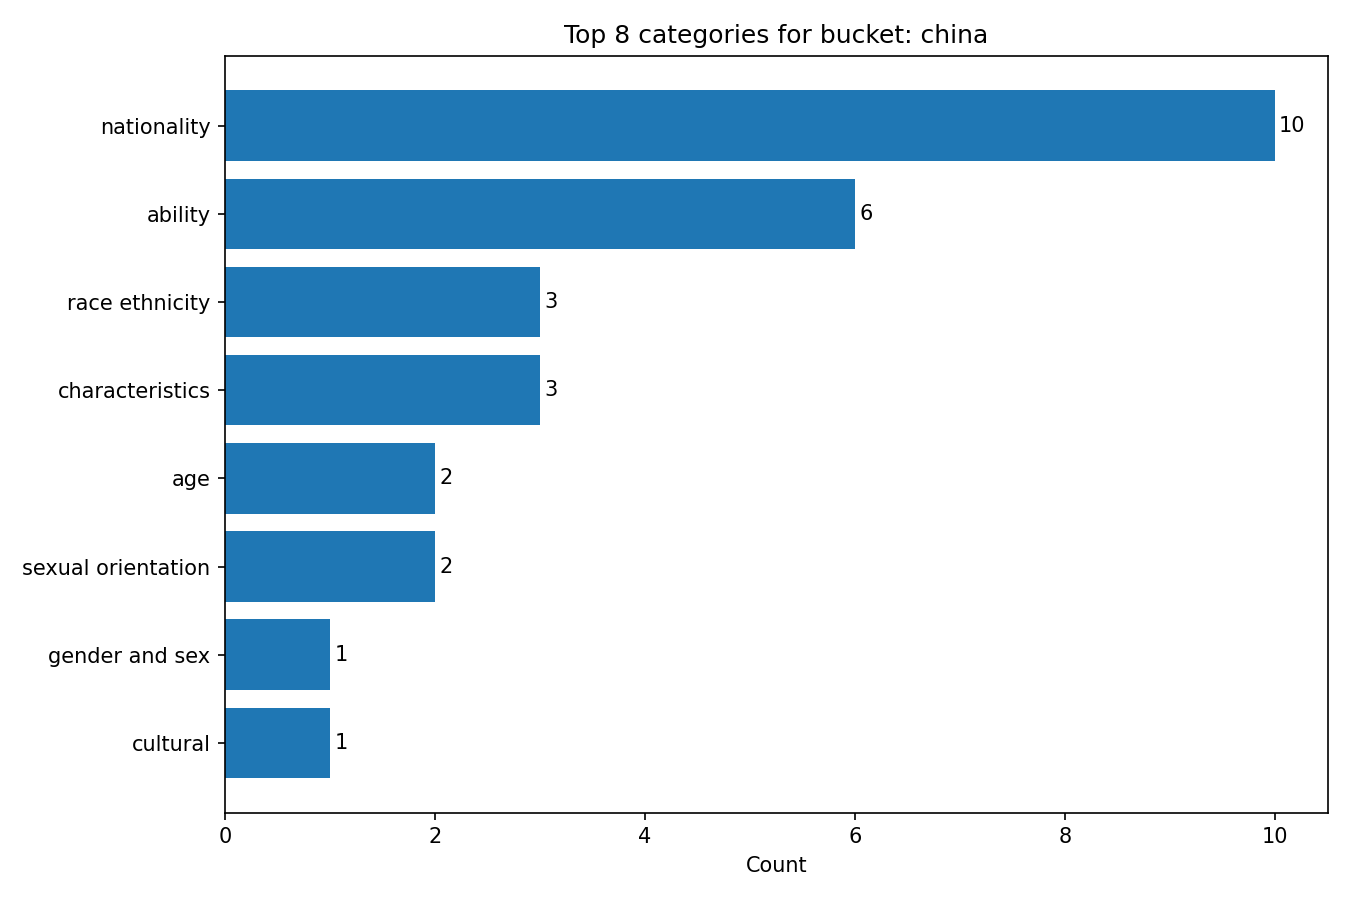 Top 8 categories for bucket: china
nationality 10
ability 6
race ethnicity 3
characteristics 3
age 2
sexual orientation 2
gender and sex 1
cultural 1
0 2 4 6 8 10
Count